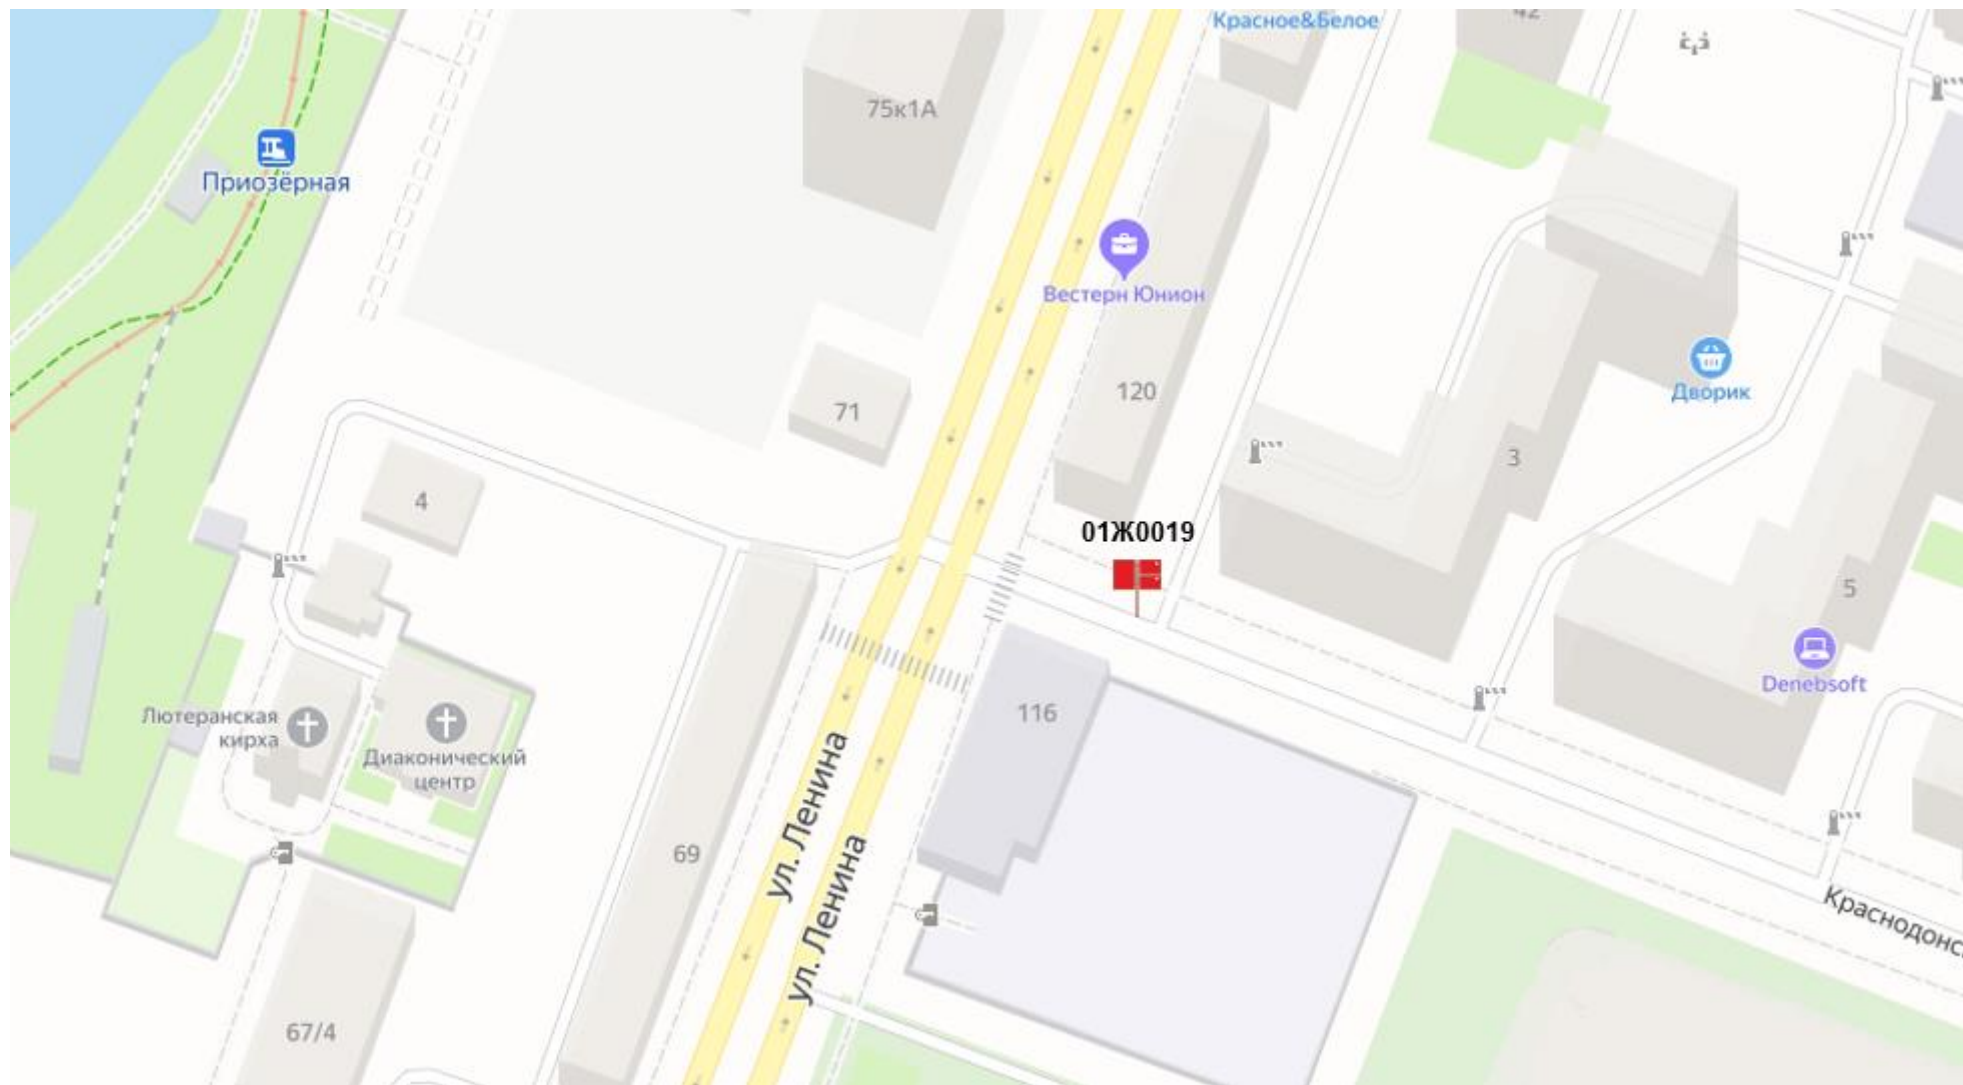 Красное&Белое
42
75к1А
Приозёрная
Вестерн Юнион
120
71
Дворик
3
4
01Ж0019
5
Denebsoft
116
Лютеранская
кирха
Диаконический
центр
ул. Ленина
ул. Ленина
69
67/4